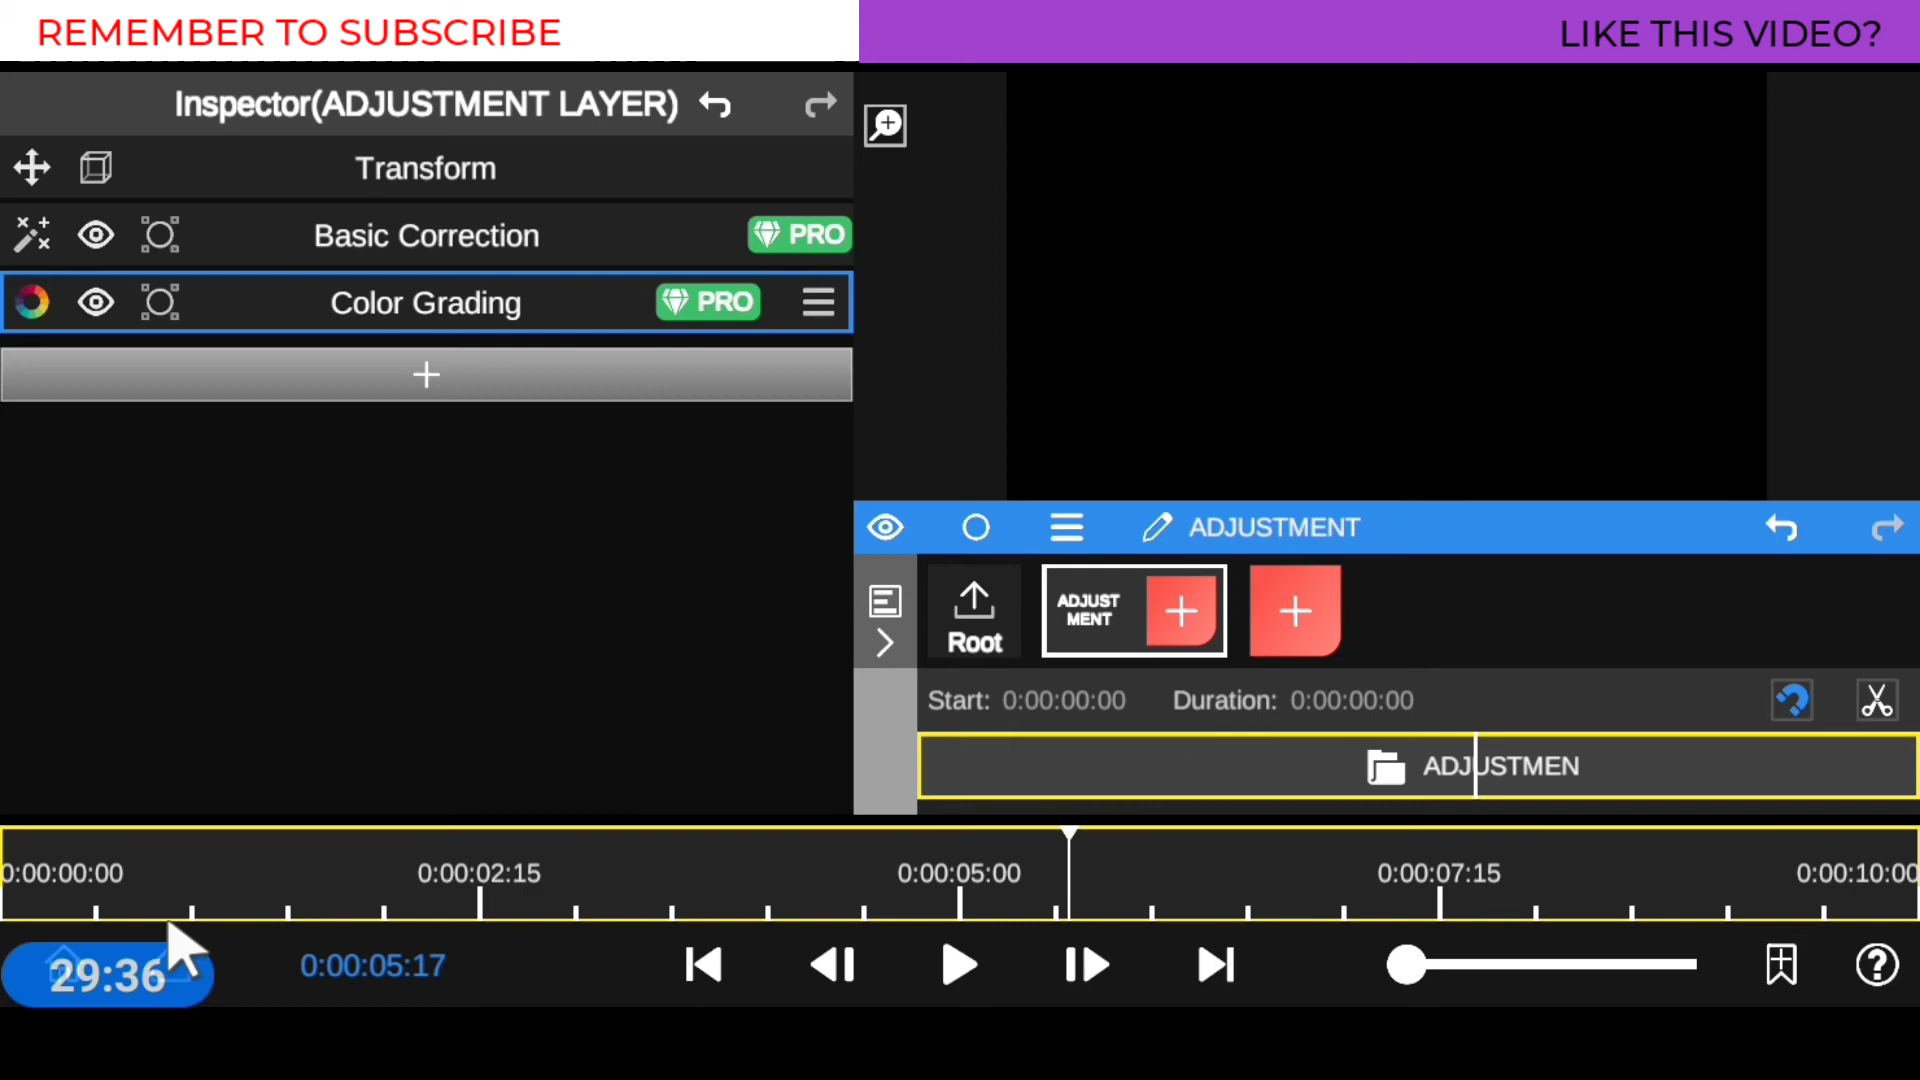 REMEMBER TO SUBSCRIBE
LIKE THIS VIDEO?
Inspector(ADJUSTMENT LAYER)
Transform
Basic Correction
PRO
Color Grading
PRO
ADJUSTMENT
ADJUST
MENT
Root
Start: 0:00:00:00
Duration: 0:00:00:00
ADJUSTMEN
0:00:00:00
0:00:02:15
0:00:05:00
0:00:07:15
0:00:10:00
29:36
0:00:05:17